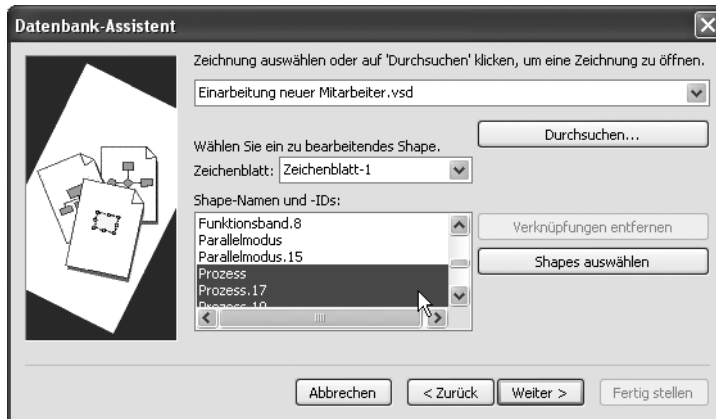 Datenbank-Assistent
Zeichnung auswählen oder auf 'Durchsuchen' klicken, um eine Zeichnung zu öffnen.
Einarbeitung neuer Mitarbeiter.vsd
Durchsuchen...
Wählen Sie ein zu bearbeitendes Shape.
Zeichenblatt: Zeichenblatt-1
Shape-Namen und -IDs:
Funktionsband.8
Parallelmodus
Parallelmodus.15
Prozess
Prozess.17
Verknüpfungen entfernen
Shapes auswählen
Abbrechen
< Zurück
Weiter >
Fertig stellen